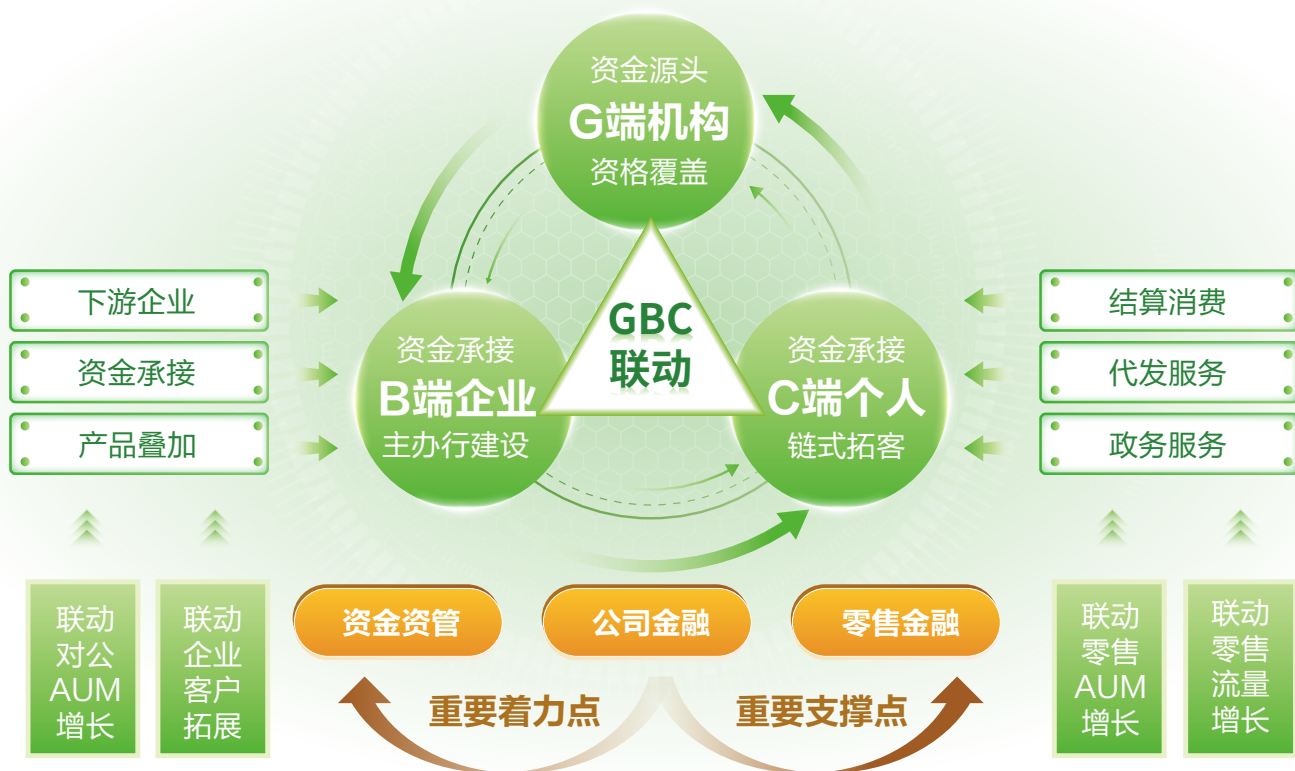 资金源头
G端机构
资格覆盖
GBC
联动
资金承接
B端企业
主办行建设
资金承接
C端个人
链式拓客
下游企业
资金承接
产品叠加
结算消费
代发服务
政务服务
联动
对公
AUM
增长
联动
企业
客户
拓展
资金资管
公司金融
零售金融
重要着力点
重要支撑点
联动
零售
AUM
增长
联动
零售
流量
增长